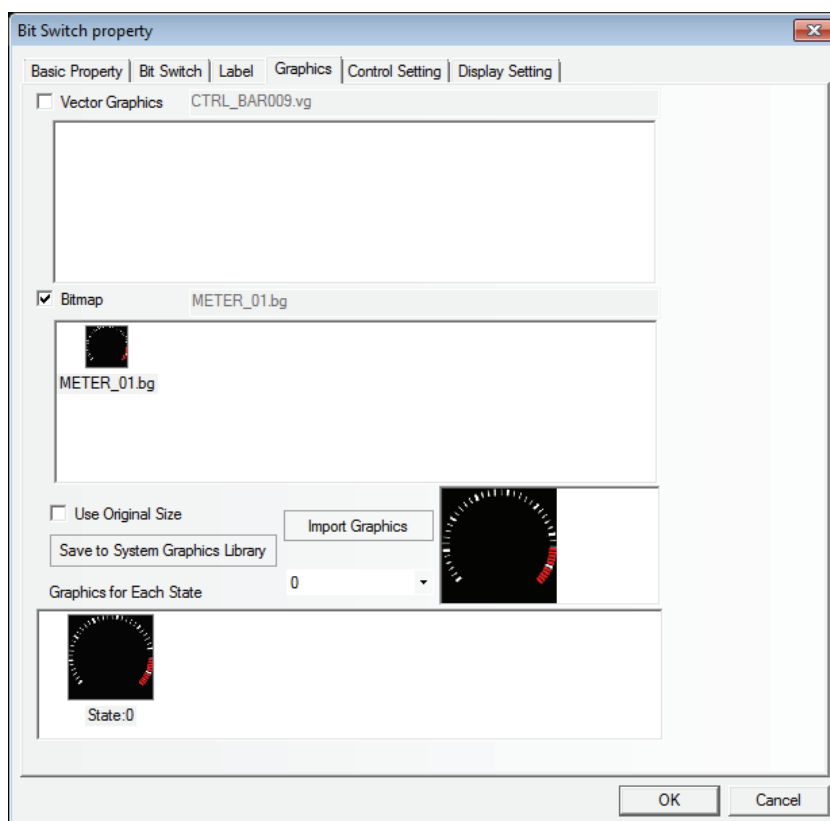 Bit Switch property
Basic Property Bit Switch Label Graphics Control Setting Display Setting
Vector Graphics CTRL_BAR009.vg
Bitmap METER_01.bg
METER_01.bg
Use Original Size
Import Graphics
Save to System Graphics Library
Graphics for Each State 0
State:0
OK Cancel